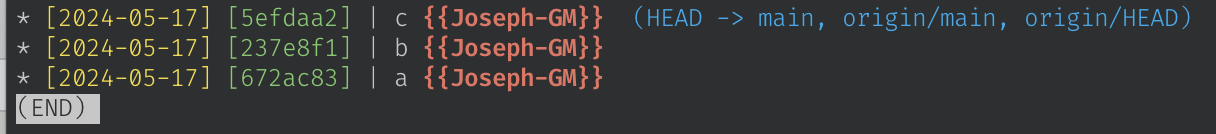 * [2024-05-17] [5efdaa2] | c {{Joseph-GM}}  (HEAD -> main, origin/main, origin/HEAD)
* [2024-05-17] [237e8f1] | b {{Joseph-GM}}
* [2024-05-17] [672ac83] | a {{Joseph-GM}}
(END)